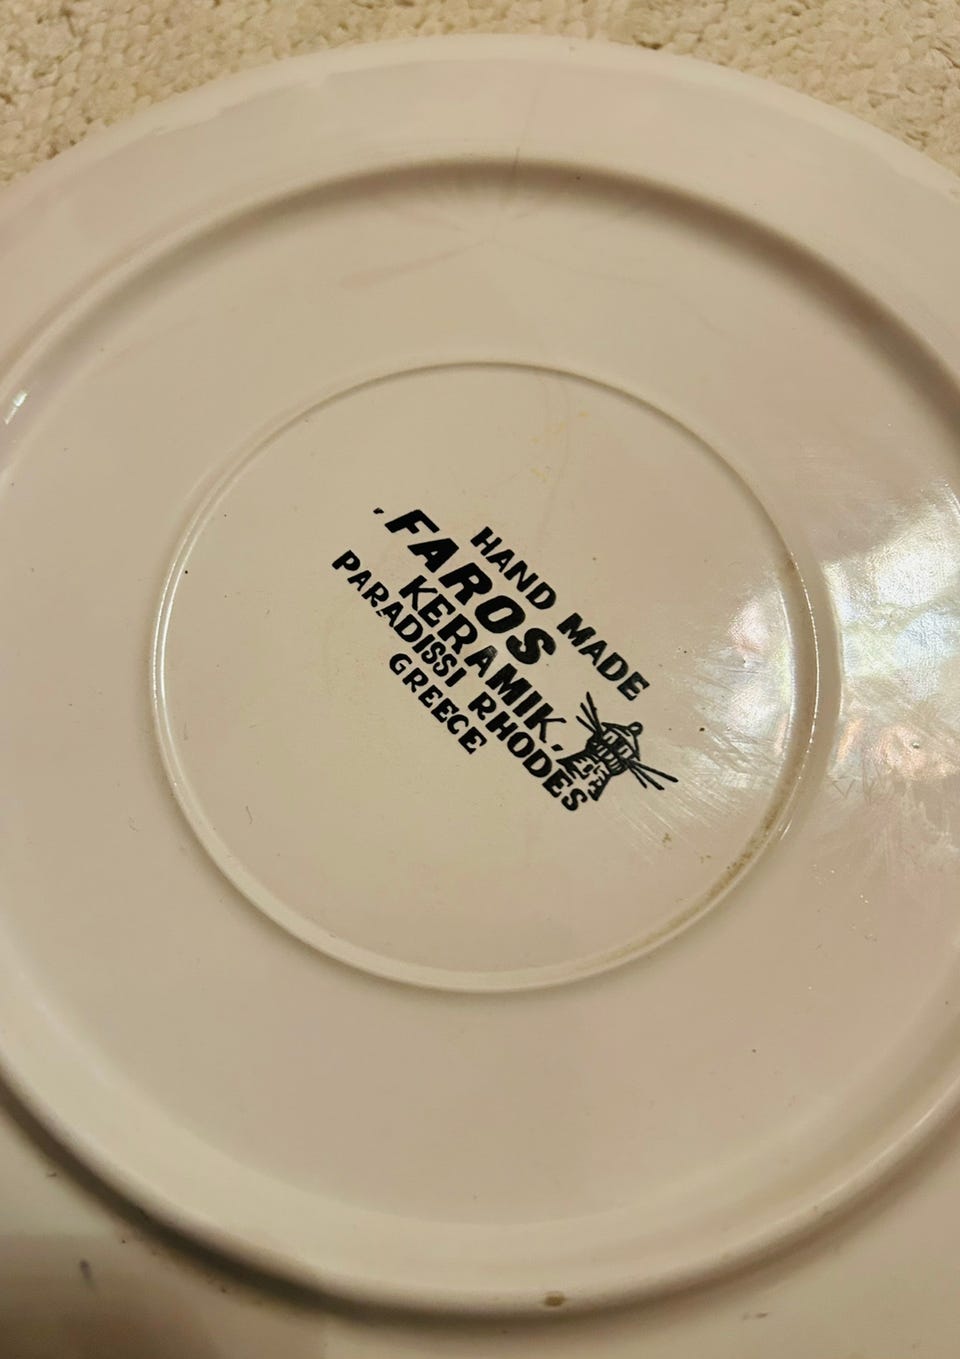 HAND MADE
"FAROS
KERAMIK"
PARADISSI RHODES
GREECE